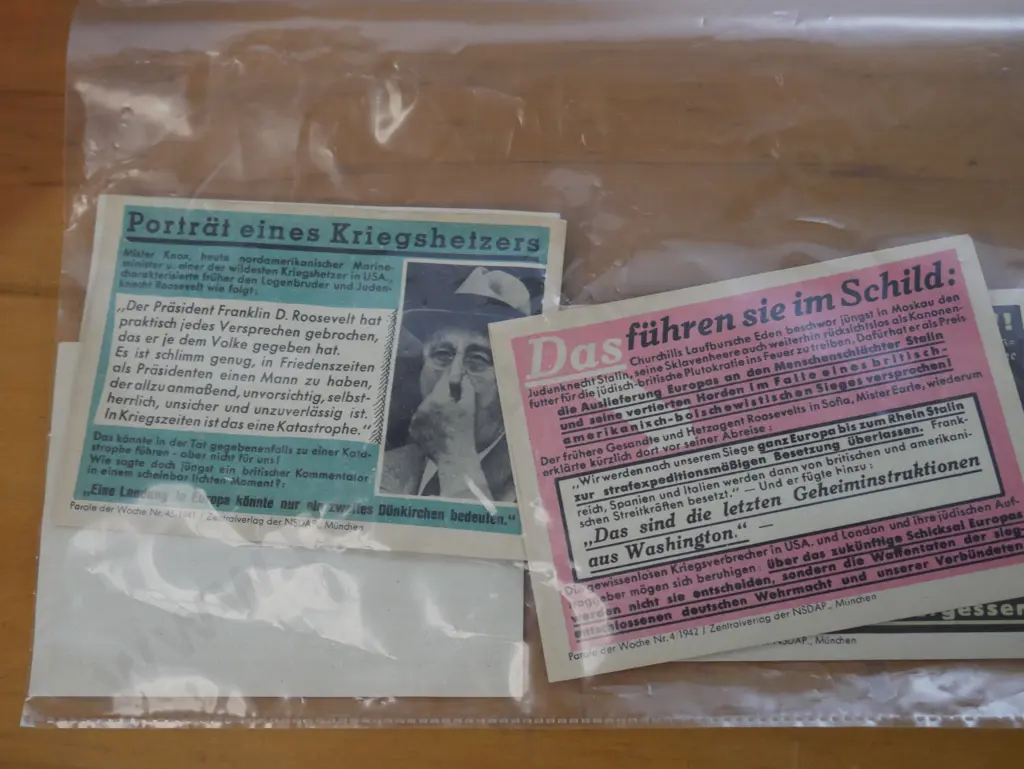 Porträt eines Kriegshetzers
Mister Knox, heute nordamerikanischer Marine-
minister u. einer der wildesten Kriegshetzer in USA.,
charakterisierte früher den Logenbruder und Juden-
knecht Roosevelt wie folgt:
„Der Präsident Franklin D. Roosevelt hat
praktisch jedes Versprechen gebrochen,
das er je dem Volke gegeben hat.
Es ist schlimm genug, in Friedenszeiten
als Präsidenten einen Mann zu haben,
der allzu anmaßend, unvorsichtig, selbst-
herrlich, unsicher und unzuverlässig ist.
In Kriegszeiten ist das eine Katastrophe."
Das könnte in der Tat gegebenenfalls zu einer Kata-
strophe führen - aber nicht für uns!
Wie sagte doch jüngst ein britischer Kommentator
in einem scheinbar lichten Moment?:
„Eine Landung in Europa könnte nur ein zweites Dünkirchen bedeuten."
Parole der Woche Nr. 45/1941 / Zentralverlag der NSDAP., München
Das führen sie im Schild:
Churchills Laufbursche Eden beschwor jüngst in Moskau den
Judenknecht Stalin, seine Sklavenheere auch weiterhin rücksichtslos als Kanonen-
futter für die jüdisch-britische Plutokratie ins Feuer zu treiben. Dafür hat er als Preis
die Auslieferung Europas an den Menschenschlächter Stalin
und seine vertierten Horden im Falle eines britisch-
amerikanisch-bolschewistischen Sieges versprochen!
Der frühere Gesandte und Hetzagent Roosevelts in Sofia, Mister Earle, wiederum
erklärte kürzlich dort vor seiner Abreise:
„Wir werden nach unserem Siege ganz Europa bis zum Rhein Stalin
zur strafexpeditionsmäßigen Besetzung überlassen. Frank-
reich, Spanien und Italien werden dann von britischen und amerikani-
schen Streitkräften besetzt." — Und er fügte hinzu:
„Das sind die letzten Geheiminstruktionen
aus Washington." —
Die gewissenlosen Kriegsverbrecher in USA. und London und ihre jüdischen Auf-
traggeber mögen sich beruhigen: über das zukünftige Schicksal Europas
werden nicht sie entscheiden, sondern die Waffentaten der sieg-
entschlossenen deutschen Wehrmacht und unserer Verbündeten
Parole der Woche Nr. 4/1942 / Zentralverlag der NSDAP., München
gessen
NSDAP., München